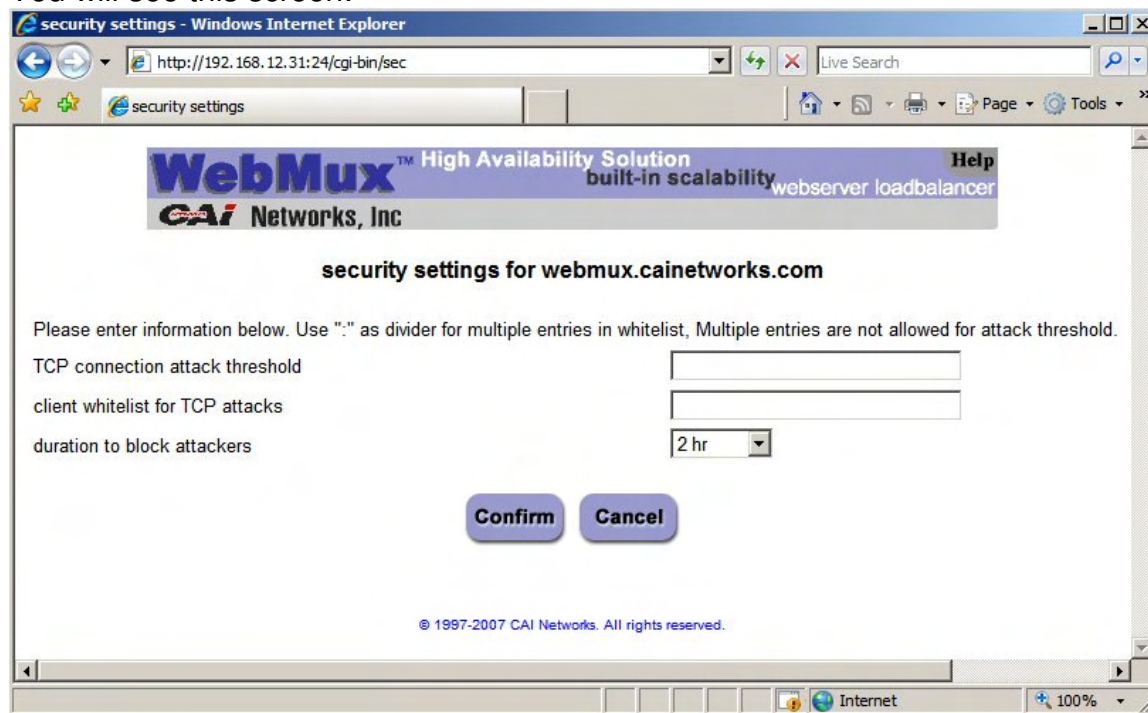 You will see this screen:
security settings - Windows Internet Explorer
http://192.168.12.31:24/cgi-bin/sec
Live Search
security settings
Page
Tools
»
WebMux™ High Availability Solution
built-in scalability
webserver loadbalancer
Help
CAi Networks, Inc
security settings for webmux.cainetworks.com
Please enter information below. Use ":" as divider for multiple entries in whitelist, Multiple entries are not allowed for attack threshold.
TCP connection attack threshold
client whitelist for TCP attacks
duration to block attackers 2 hr
Confirm Cancel
© 1997-2007 CAI Networks. All rights reserved.
Internet
100%